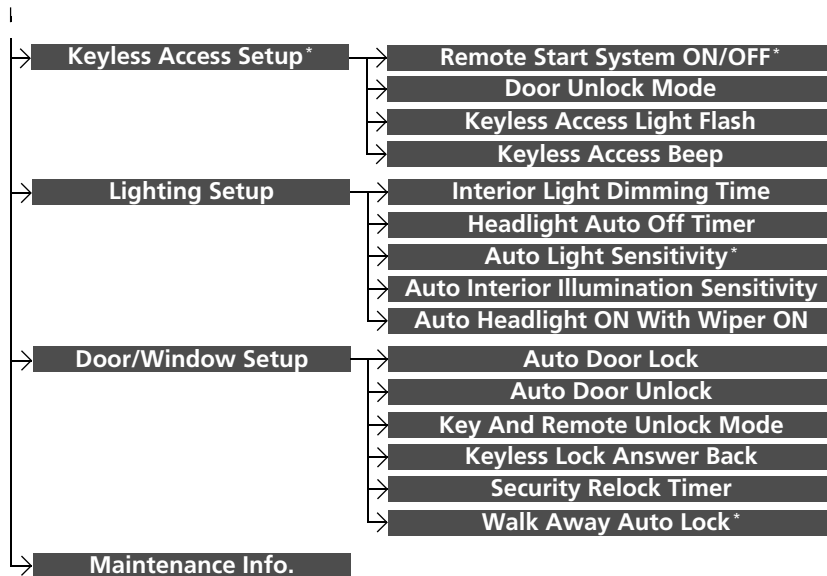 Keyless Access Setup*
Remote Start System ON/OFF*
Door Unlock Mode
Keyless Access Light Flash
Keyless Access Beep
Lighting Setup
Interior Light Dimming Time
Headlight Auto Off Timer
Auto Light Sensitivity*
Auto Interior Illumination Sensitivity
Auto Headlight ON With Wiper ON
Door/Window Setup
Auto Door Lock
Auto Door Unlock
Key And Remote Unlock Mode
Keyless Lock Answer Back
Security Relock Timer
Walk Away Auto Lock*
Maintenance Info.